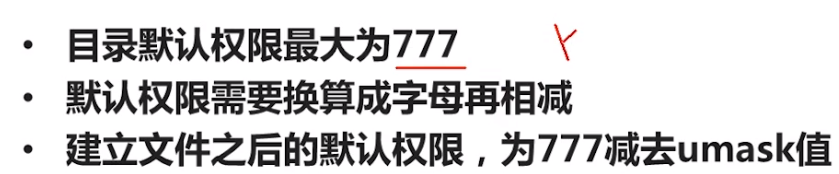 • 目录默认权限最大为777
• 默认权限需要换算成字母再相减
• 建立文件之后的默认权限，为777减去umask值